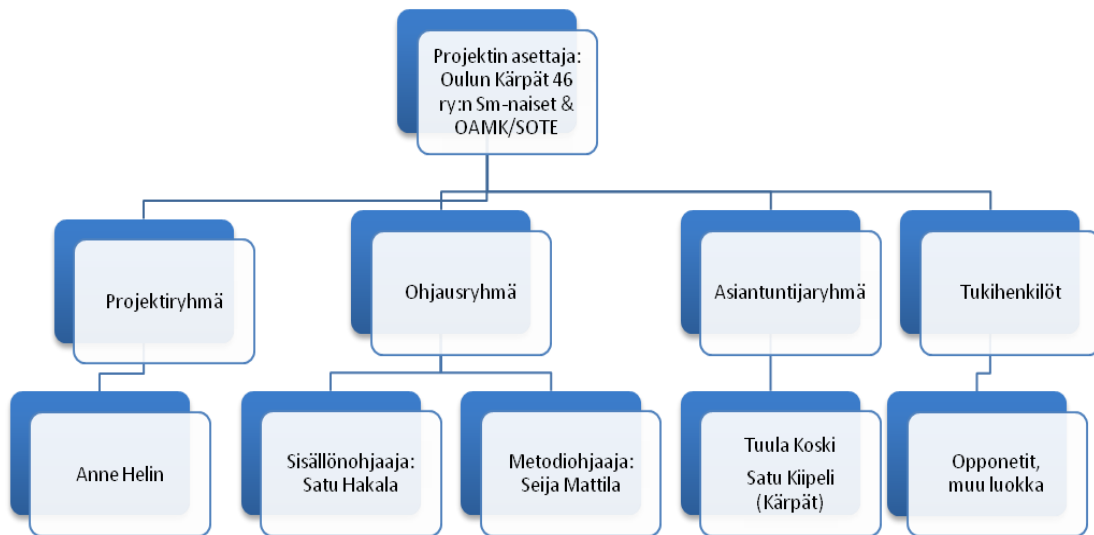 Projektin asettaja:
Oulun Kärpät 46
ry:n Sm-naiset &
OAMK/SOTE
Projektiryhmä
Ohjausryhmä
Asiantuntijaryhmä
Tukihenkilöt
Anne Helin
Sisällönohjaaja:
Satu Hakala
Metodiohjaaja:
Seija Mattila
Tuula Koski
Satu Kiipeli
(Kärpät)
Opponetit,
muu luokka